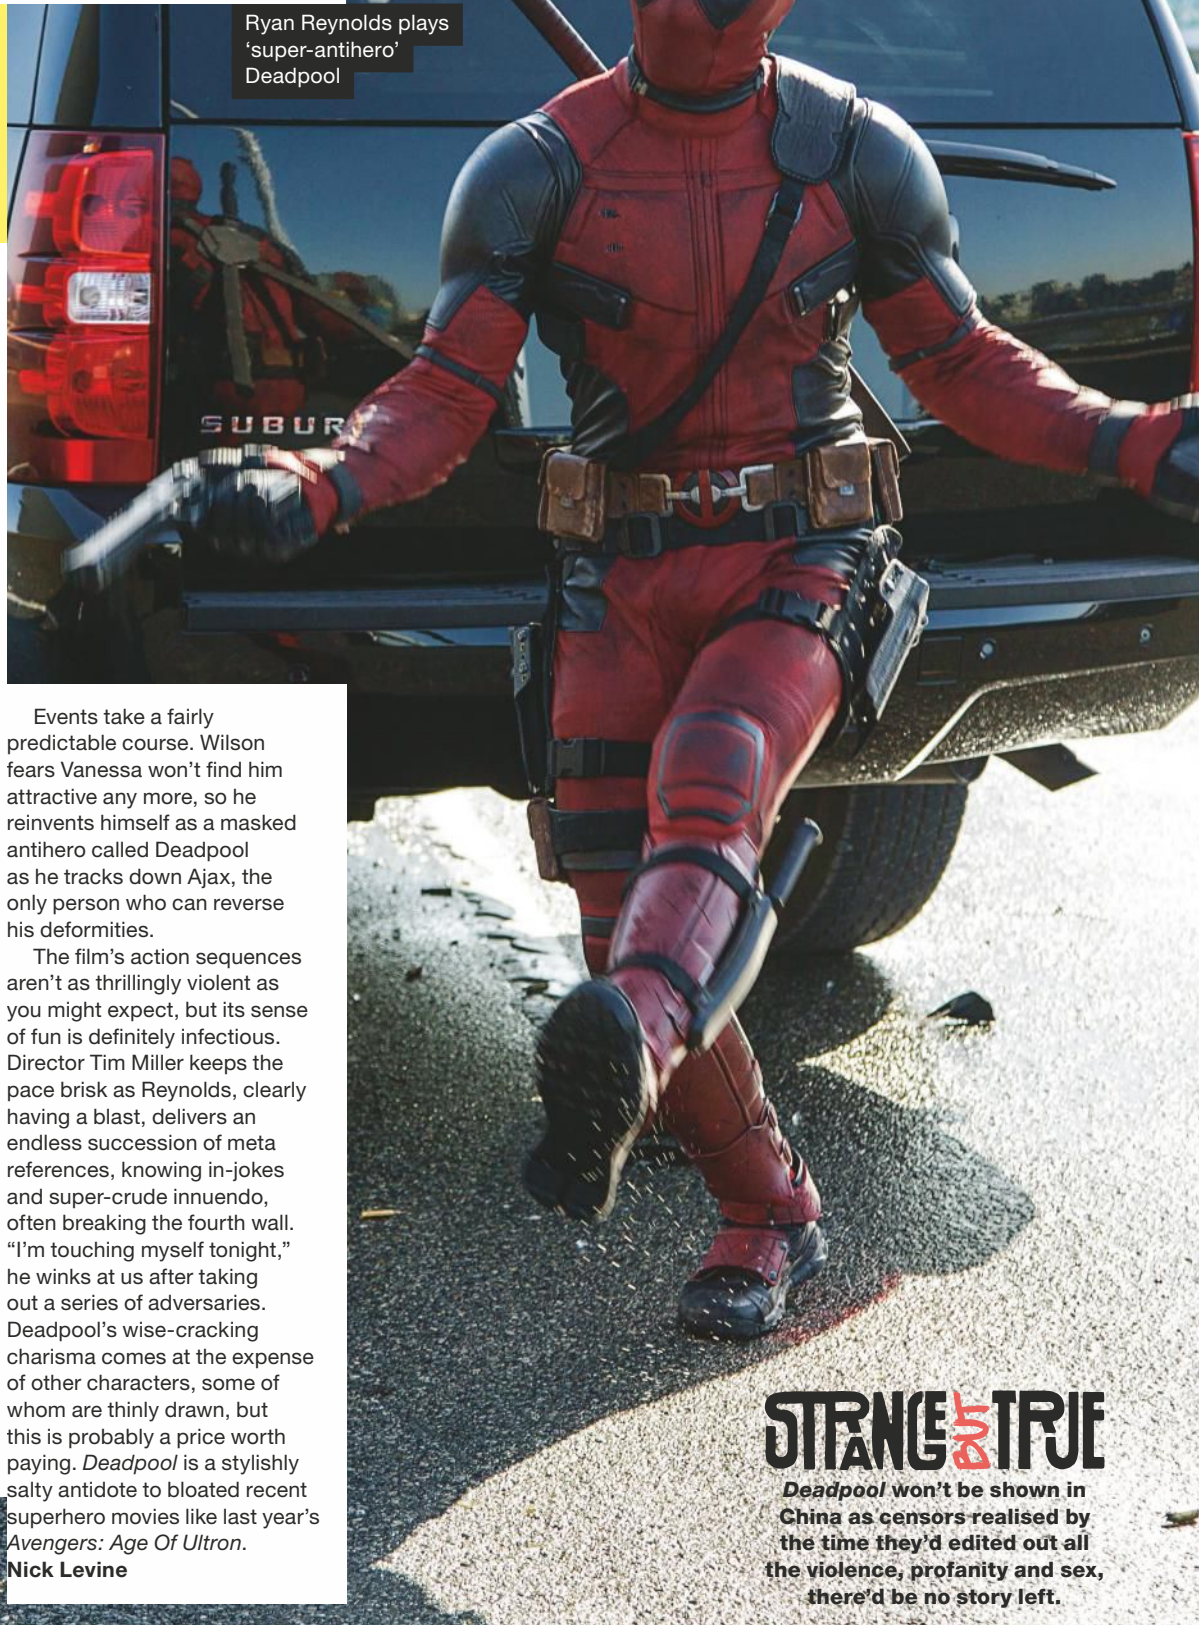 Ryan Reynolds plays
‘super-antihero’
Deadpool
SUBUR
Events take a fairly
predictable course. Wilson
fears Vanessa won’t find him
attractive any more, so he
reinvents himself as a masked
antihero called Deadpool
as he tracks down Ajax, the
only person who can reverse
his deformities.
The film’s action sequences
aren’t as thrillingly violent as
you might expect, but its sense
of fun is definitely infectious.
Director Tim Miller keeps the
pace brisk as Reynolds, clearly
having a blast, delivers an
endless succession of meta
references, knowing in-jokes
and super-crude innuendo,
often breaking the fourth wall.
“I’m touching myself tonight,”
he winks at us after taking
out a series of adversaries.
Deadpool’s wise-cracking
charisma comes at the expense
of other characters, some of
whom are thinly drawn, but
this is probably a price worth
paying. Deadpool is a stylishly
salty antidote to bloated recent
superhero movies like last year’s
Avengers: Age Of Ultron.
Nick Levine
STRANGE BUT TRUE
Deadpool won’t be shown in
China as censors realised by
the time they’d edited out all
the violence, profanity and sex,
there’d be no story left.